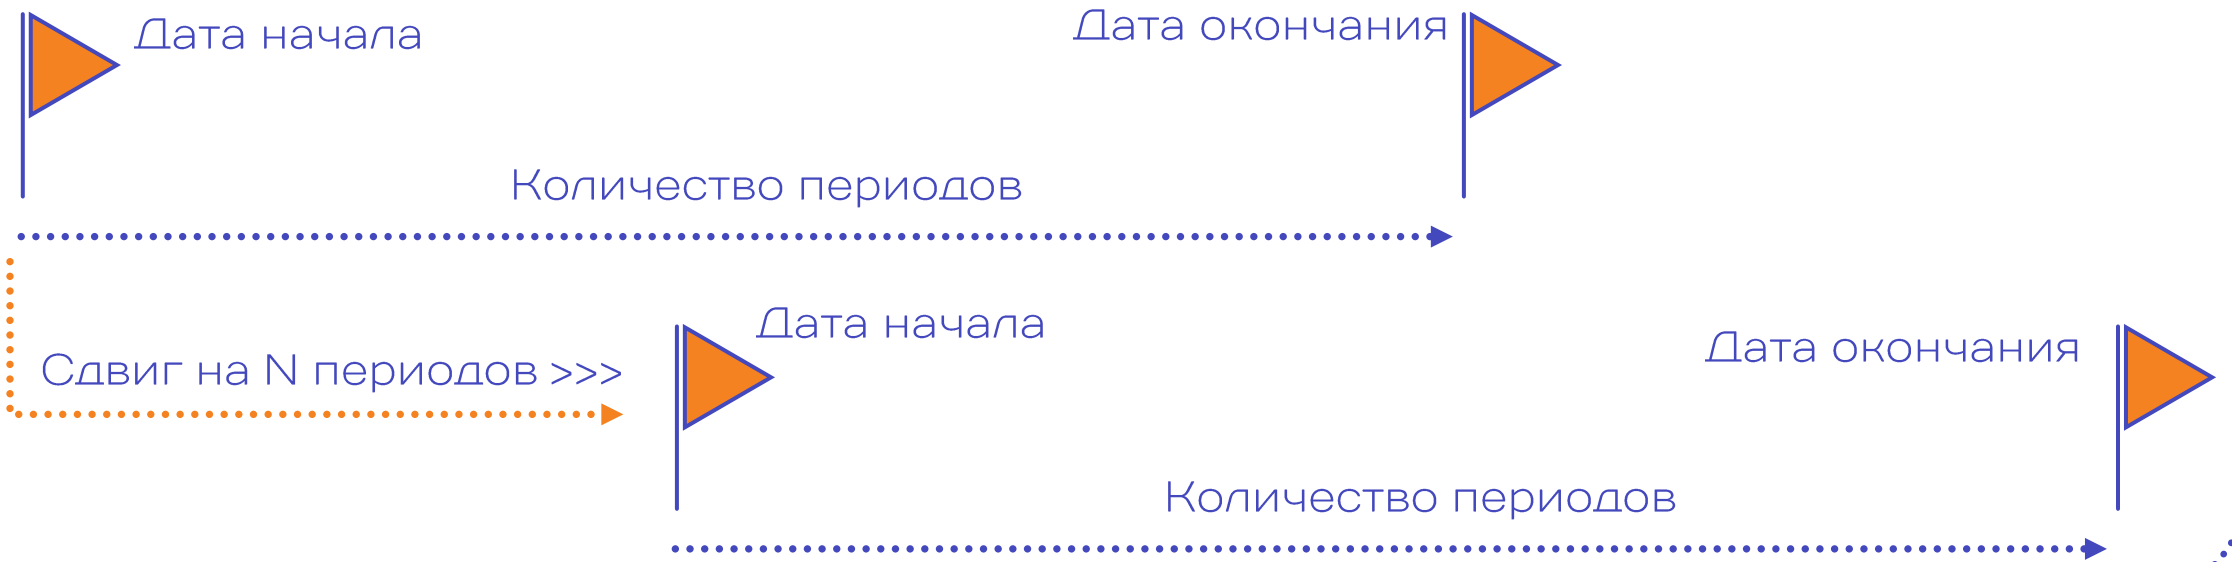 Дата начала
Дата окончания
Количество периодов
Дата начала
Дата окончания
Сдвиг на N периодов >>>
Количество периодов